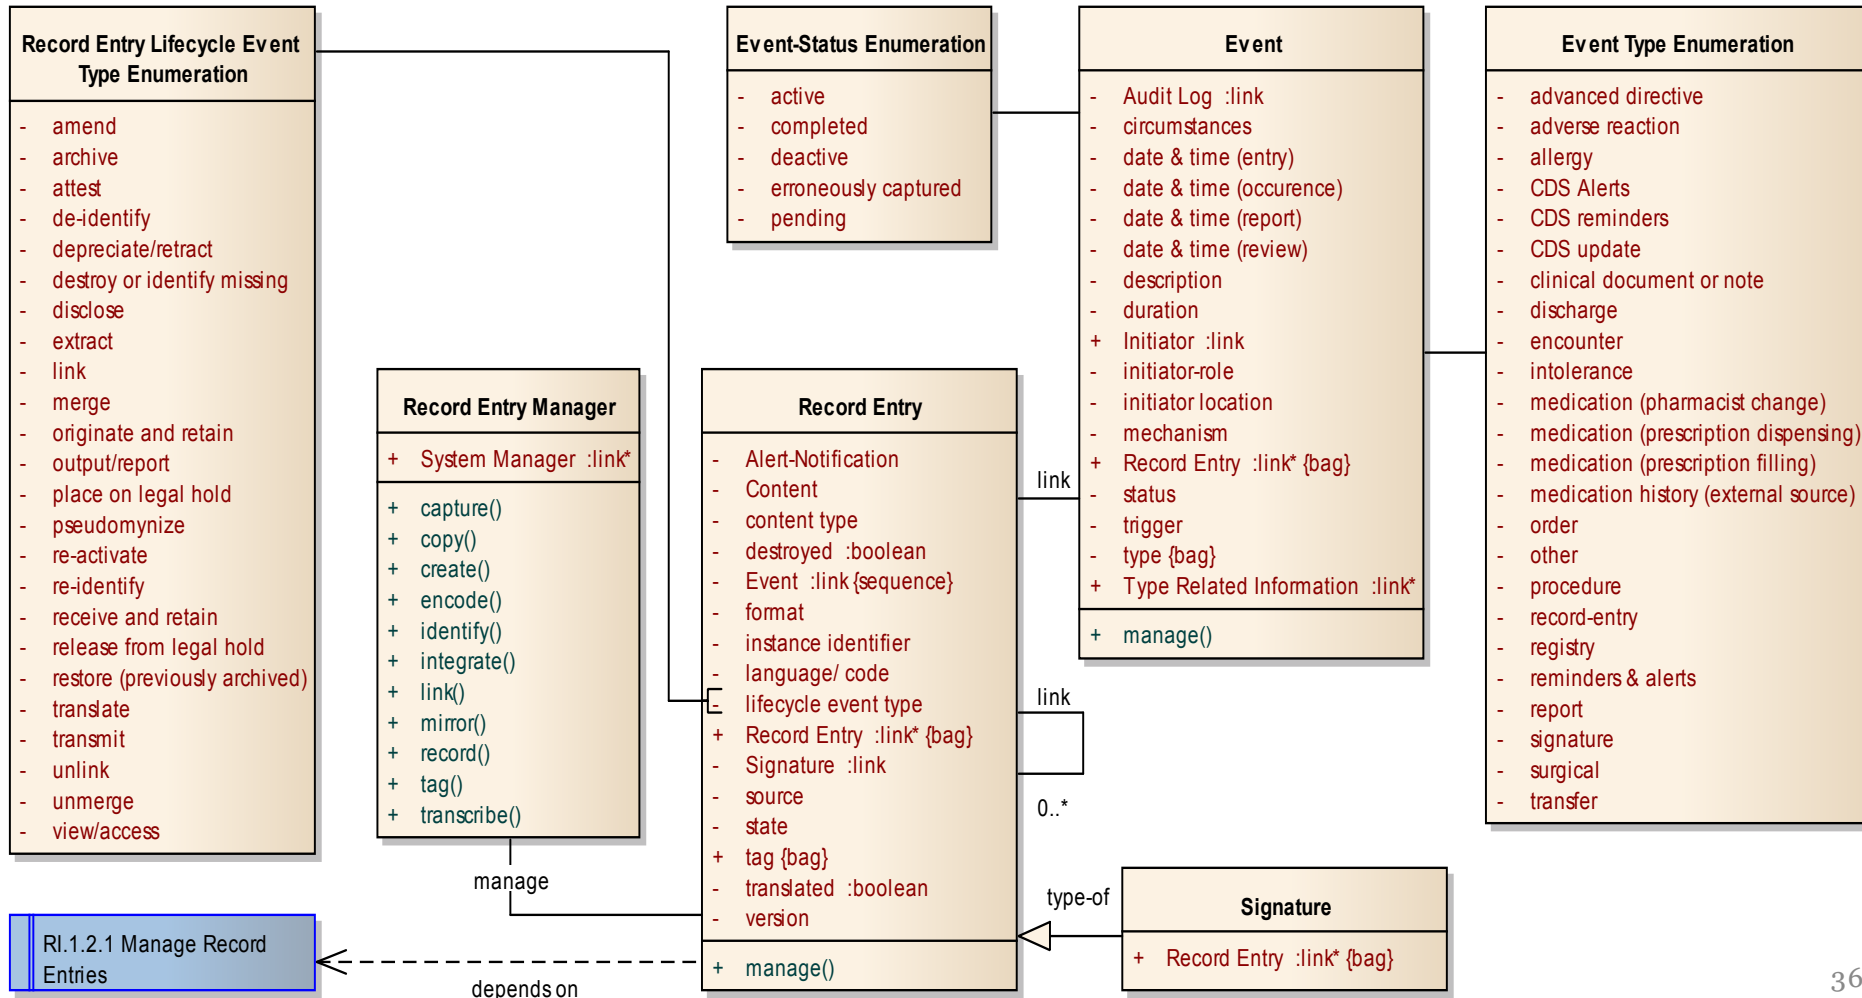 Record Entry Lifecycle Event
Type Enumeration
- amend
- archive
- attest
- de-identify
- depreciate/retract
- destroy or identify missing
- disclose
- extract
- link
- merge
- originate and retain
- output/report
- place on legal hold
- pseudomynize
- re-activate
- re-identify
- receive and retain
- release from legal hold
- restore (previously archived)
- translate
- transmit
- unlink
- unmerge
- view/access
Event-Status Enumeration
- active
- completed
- deactive
- erroneously captured
- pending
Event
- Audit Log :link
- circumstances
- date & time (entry)
- date & time (occurence)
- date & time (report)
- date & time (review)
- description
- duration
+ Initiator :link
- initiator-role
- initiator location
- mechanism
+ Record Entry :link* {bag}
- status
- trigger
- type {bag}
+ Type Related Information :link*
+ manage()
Event Type Enumeration
- advanced directive
- adverse reaction
- allergy
- CDS Alerts
- CDS reminders
- CDS update
- clinical document or note
- discharge
- encounter
- intolerance
- medication (pharmacist change)
- medication (prescription dispensing)
- medication (prescription filling)
- medication history (external source)
- order
- other
- procedure
- record-entry
- registry
- reminders & alerts
- report
- signature
- surgical
- transfer
Record Entry Manager
+ System Manager :link*
+ capture()
+ copy()
+ create()
+ encode()
+ identify()
+ integrate()
+ link()
+ mirror()
+ record()
+ tag()
+ transcribe()
manage
Record Entry
- Alert-Notification
- Content
- content type
- destroyed :boolean
- Event :link {sequence}
- format
- instance identifier
- language/ code
- lifecycle event type
+ Record Entry :link* {bag}
- Signature :link
- source
- state
+ tag {bag}
- translated :boolean
- version
+ manage()
link
link
0..*
type-of
Signature
+ Record Entry :link* {bag}
RI.1.2.1 Manage Record
Entries
depends on
36